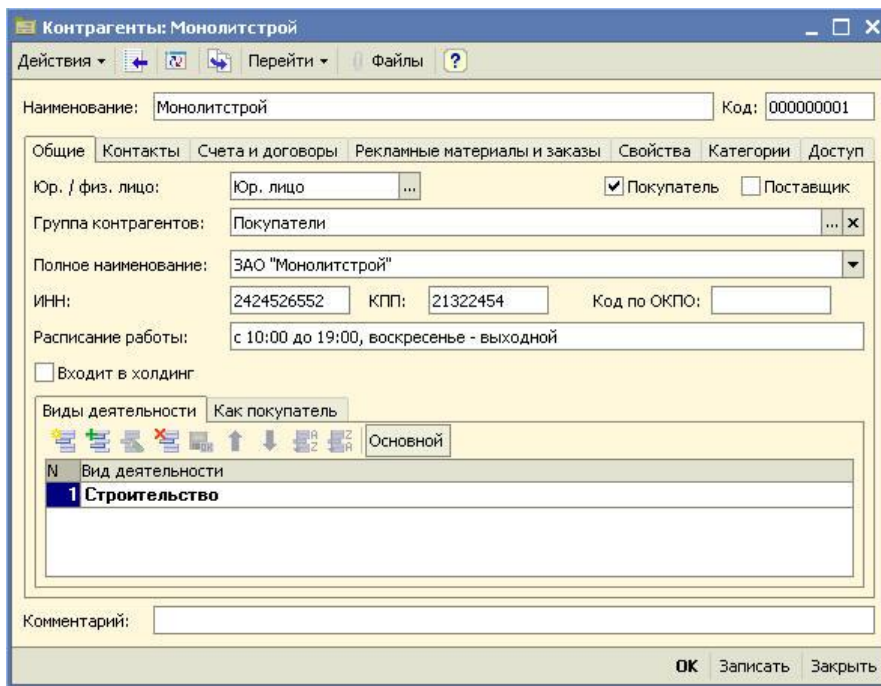 Контрагенты: Монолитстрой
Действия Перейти Файлы ?
Наименование: Монолитстрой Код: 000000001
Общие Контакты Счета и договоры Рекламные материалы и заказы Свойства Категории Доступ
Юр. / физ. лицо: Юр. лицо ... Покупатель Поставщик
Группа контрагентов: Покупатели ... x
Полное наименование: ЗАО "Монолитстрой"
ИНН: 2424526552 КПП: 21322454 Код по ОКПО:
Расписание работы: с 10:00 до 19:00, воскресенье - выходной
Входит в холдинг
Виды деятельности Как покупатель
Основной
N Вид деятельности
1 Строительство
Комментарий:
OK Записать Закрыть